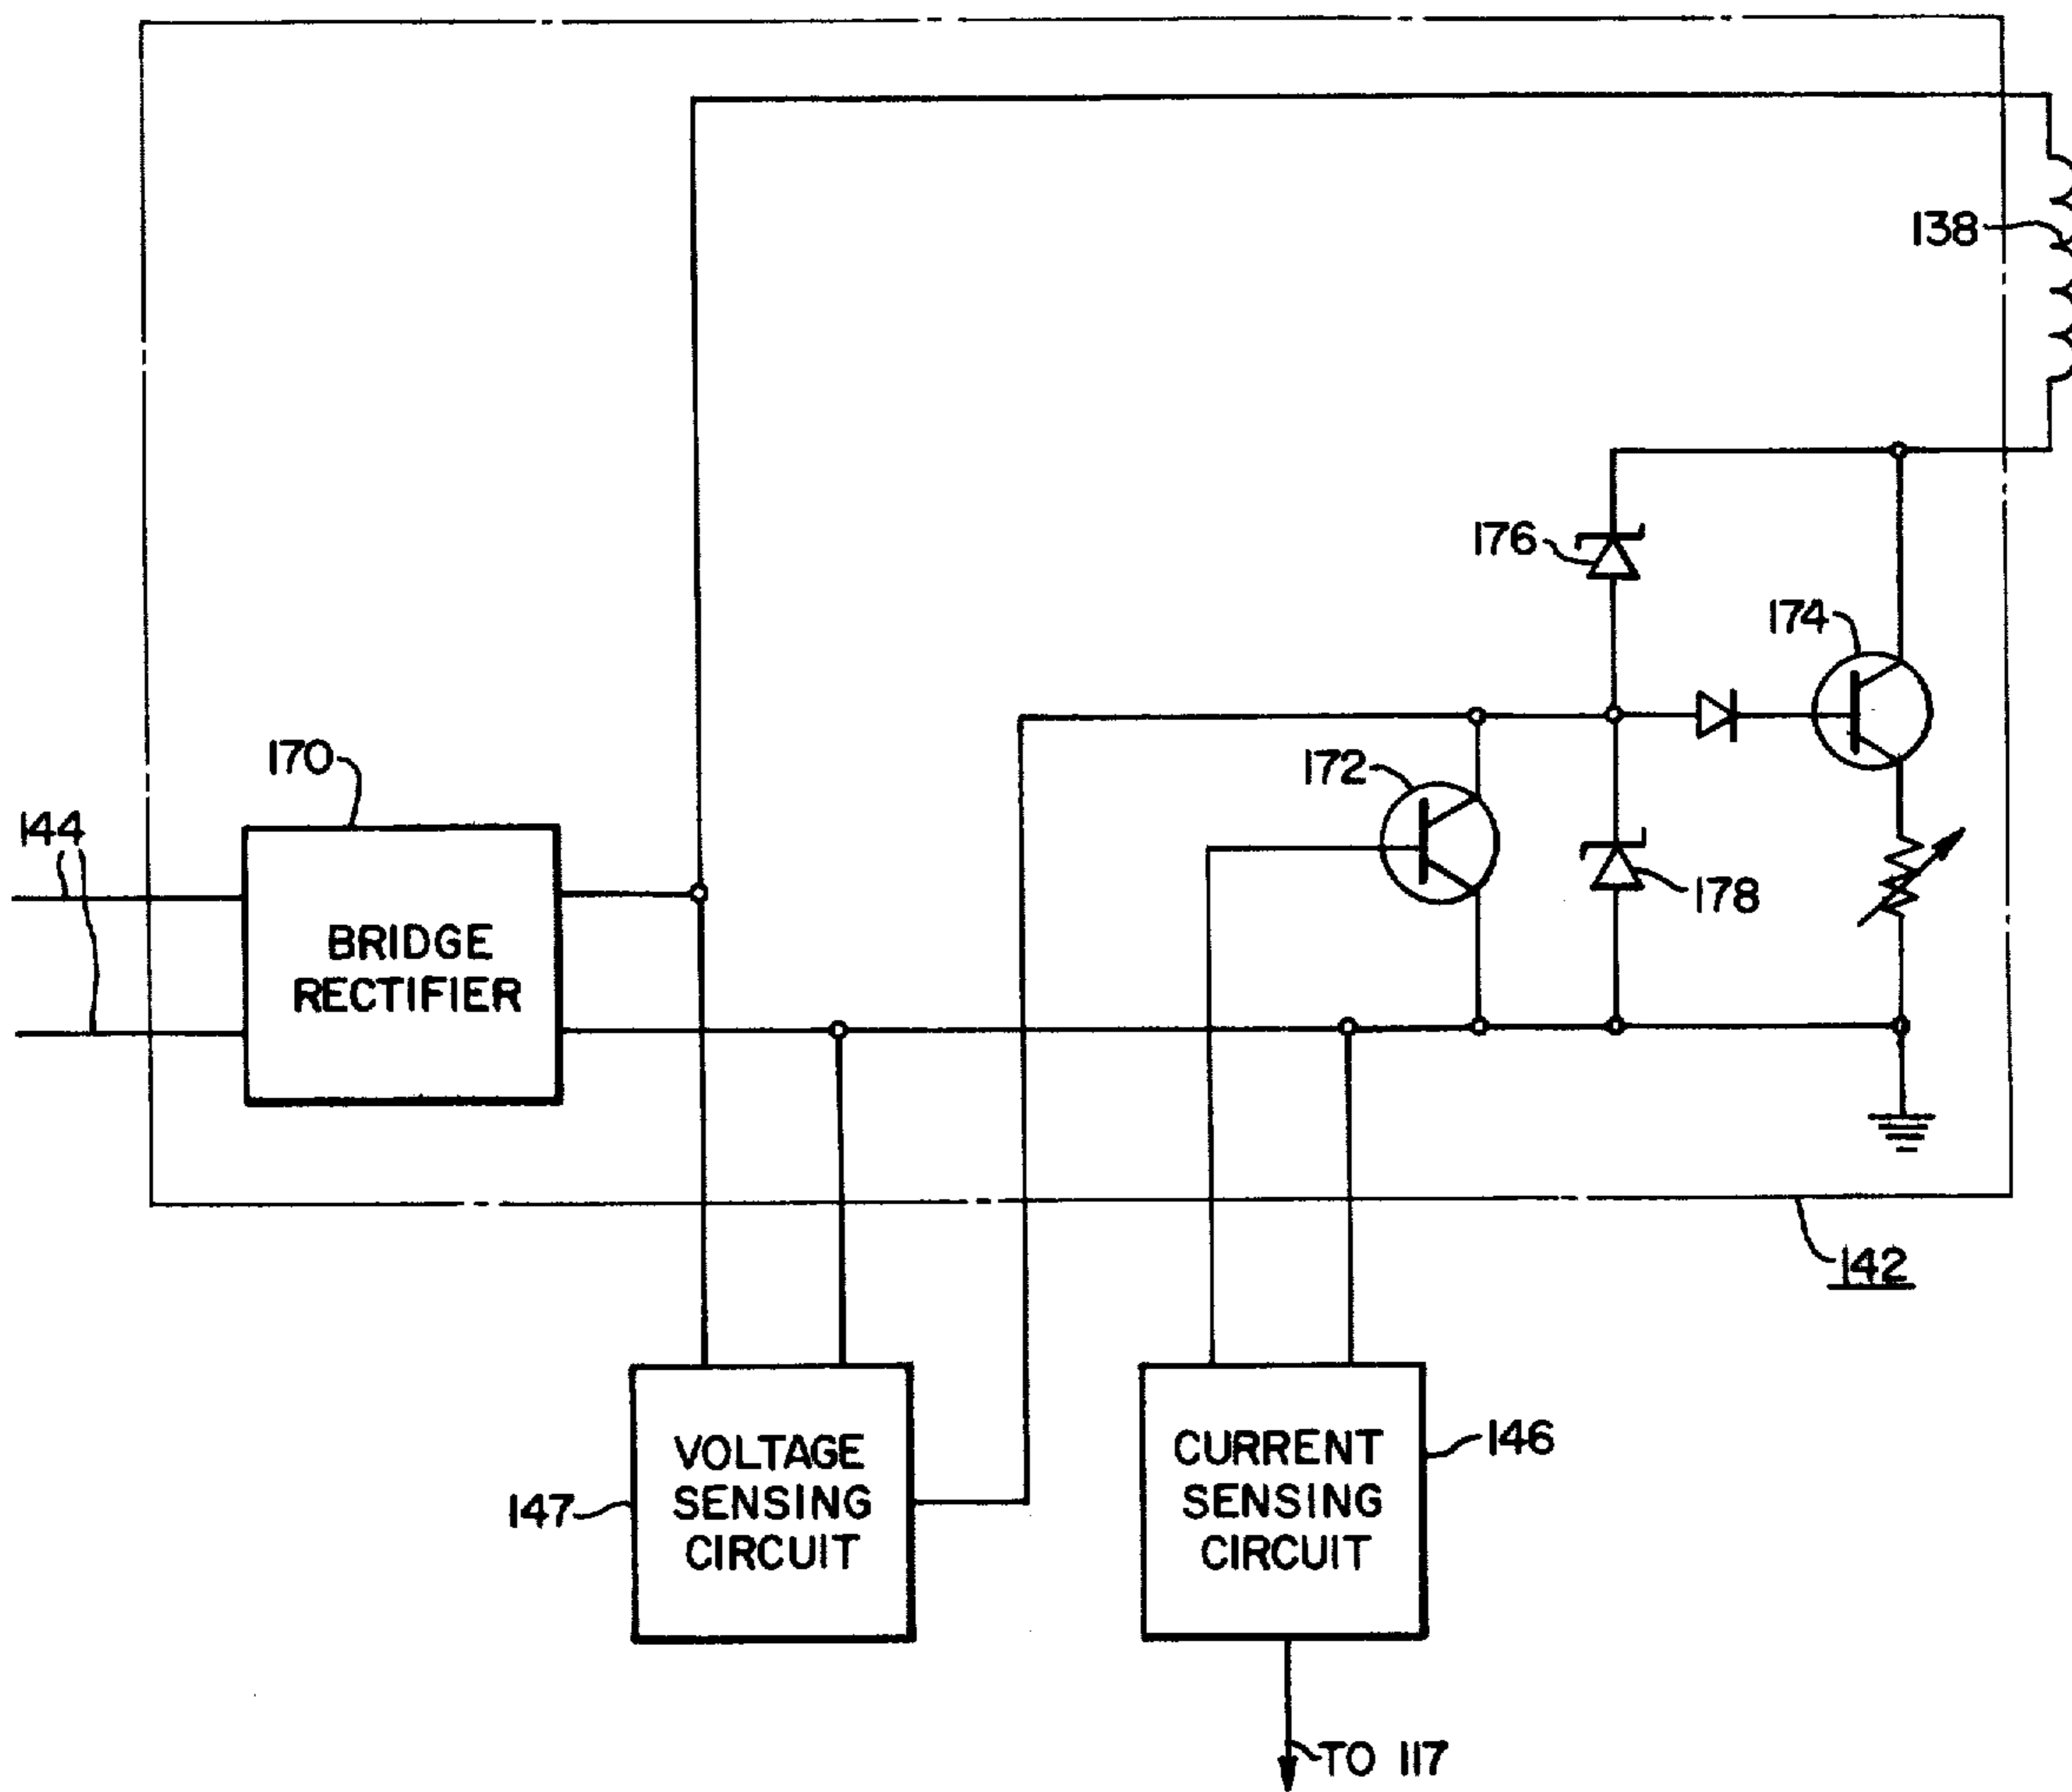 138
176
174
170
172
144
BRIDGE
RECTIFIER
178
142
VOLTAGE
SENSING
CIRCUIT
147
CURRENT
SENSING
CIRCUIT
146
TO 117